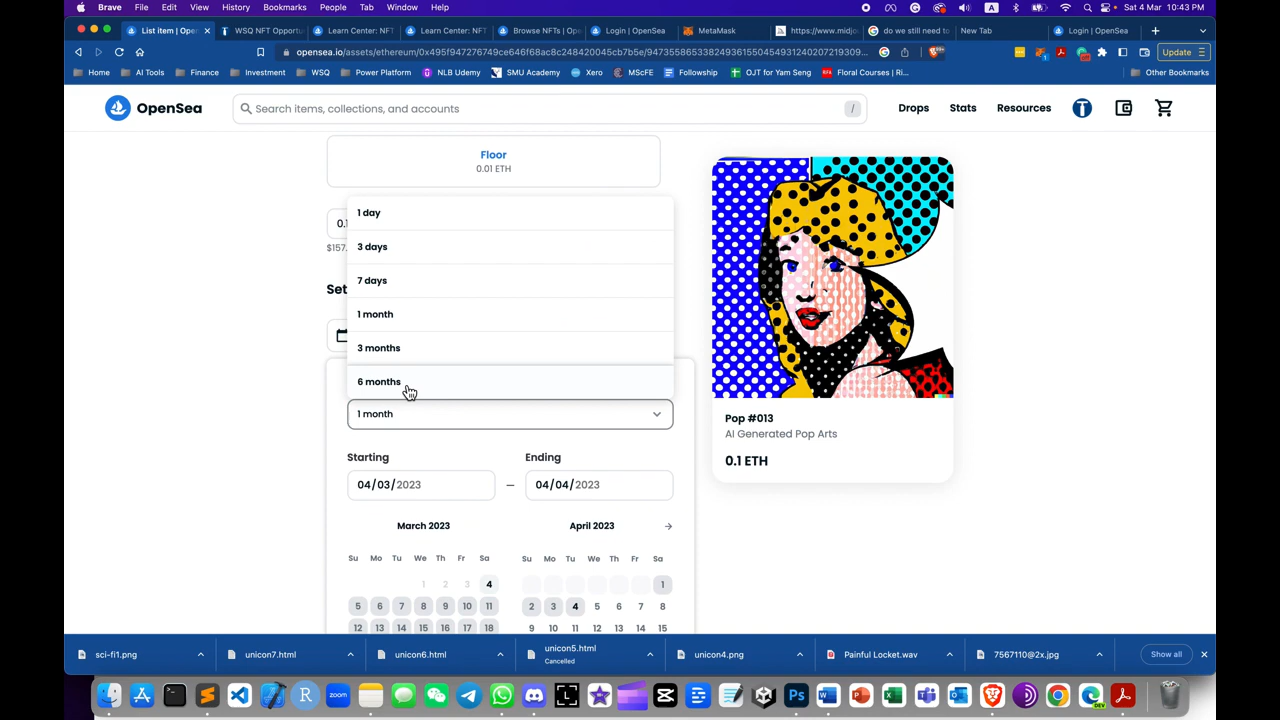 Brave File Edit View History Bookmarks People Tab Window Help A Sat 4 Mar 10:43 PM
List item | Open × WSQ NFT Opportu Learn Center: NFT Learn Center: NFT Browse NFTs | Op Login | OpenSea MetaMask https://www.midjo do we still need to New Tab Login | OpenSea +
opensea.io/assets/ethereum/0x495f947276749ce646f68ac8c248420045cb7b5e/94735586533824936155045493124020721930... Update
Home AI Tools Finance Investment WSQ Power Platform NLB Udemy SMU Academy Xero MScFE Followship OJT for Yam Seng Floral Courses | Ri... Other Bookmarks
OpenSea Search items, collections, and accounts / Drops Stats Resources
Floor
0.01 ETH
1 day
0.1
3 days
$157.
7 days
Set
1 month
3 months
6 months
1 month
Starting Ending
04/03/2023 — 04/04/2023
March 2023 April 2023 →
Su Mo Tu We Th Fr Sa Su Mo Tu We Th Fr Sa
1 2 3 4 1
5 6 7 8 9 10 11 2 3 4 5 6 7 8
12 13 14 15 16 17 18 9 10 11 12 13 14 15
Pop #013
AI Generated Pop Arts
0.1 ETH
sci-fi1.png unicon7.html unicon6.html unicon5.html unicon4.png Painful Locket.wav 7567110@2x.jpg Show all ×
Cancelled
zoom
DEV